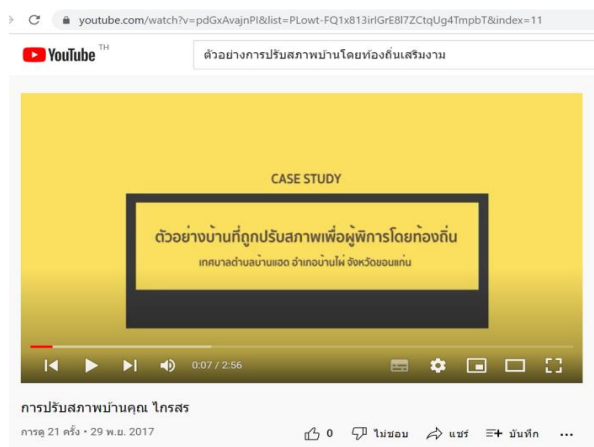 youtube.com/watch?v=pdGxAvajnPI&list=PLowt-FQ1x813irIGrE8l7ZCtqUg4TmpbT&index=11
YouTube TH
ตัวอย่างการปรับสภาพบ้านโดยท้องถิ่นเสริมงาม
CASE STUDY
ตัวอย่างบ้านที่ถูกปรับสภาพเพื่อผู้พิการโดยท้องถิ่น
เทศบาลตำบลบ้านแฮด อำเภอบ้านไผ่ จังหวัดขอนแก่น
0:07 / 2:56
การปรับสภาพบ้านคุณ ไกรสร
การดู 21 ครั้ง • 29 พ.ย. 2017
0 ไม่ชอบ แชร์ บันทึก ...